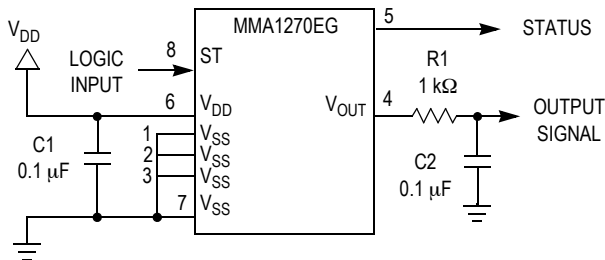 V_DD
LOGIC
INPUT
8
ST
MMA1270EG
5
STATUS
R1
1 kΩ
6
V_DD
V_OUT
4
OUTPUT
SIGNAL
C1
0.1 μF
1
V_SS
2
V_SS
3
V_SS
7
V_SS
C2
0.1 μF